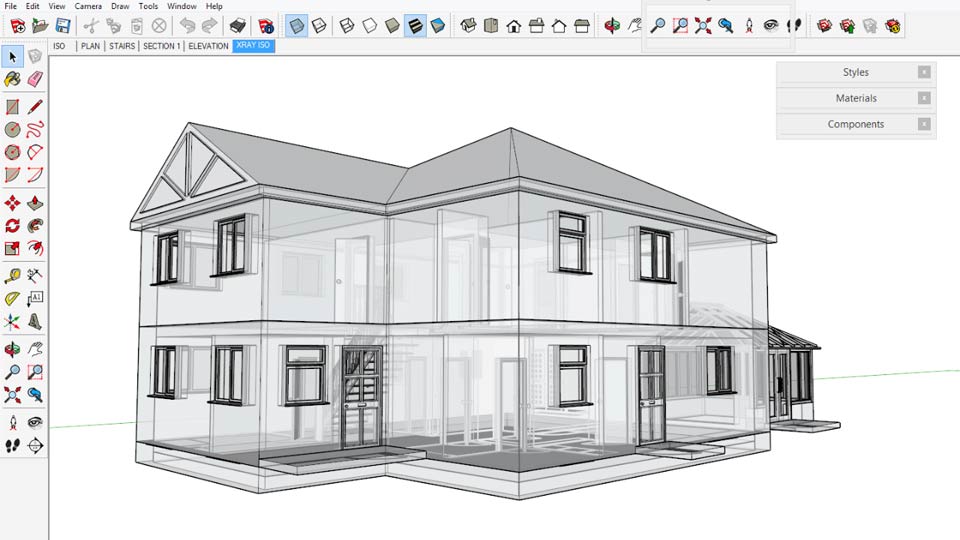 File Edit View Camera Draw Tools Window Help
ISO PLAN STAIRS SECTION 1 ELEVATION XRAY ISO
Styles x
Materials x
Components x
A1